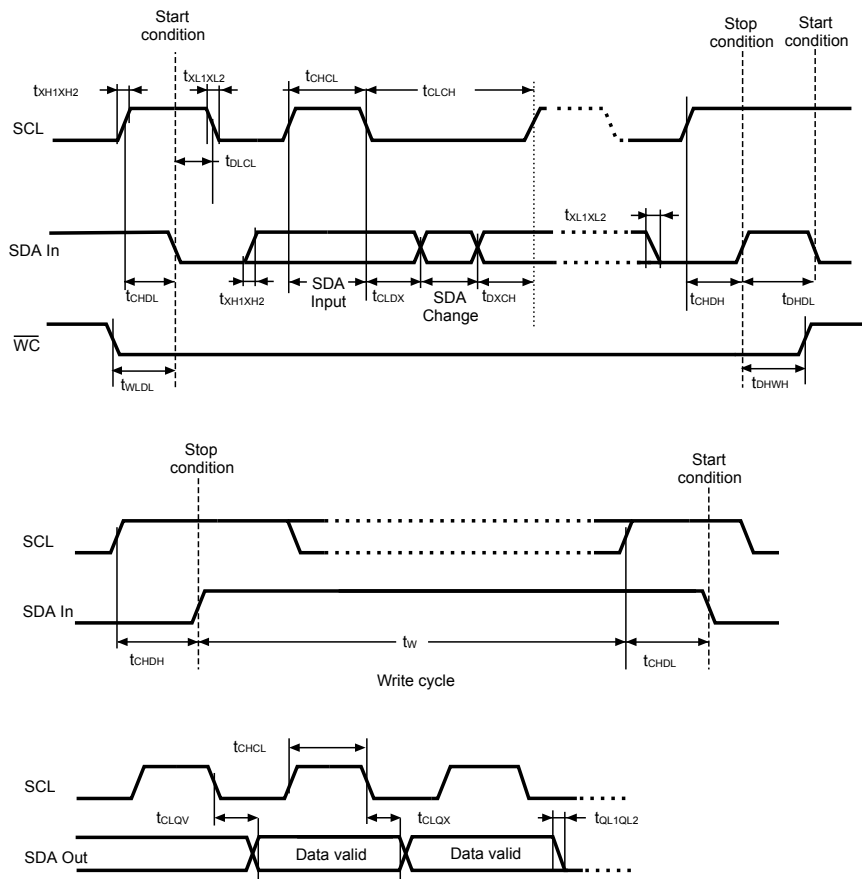 Start
condition
Stop
condition
Start
condition
tXH1XH2
tXL1XL2
tCHCL
tCLCH
SCL
tDLCL
tXL1XL2
SDA In
tCHDL
tXH1XH2
SDA
Input
tCLDX
SDA
Change
tDXCH
tCHDH
tDHDL
WC
tWLDL
tDHWH
Stop
condition
Start
condition
SCL
SDA In
tCHDH
tW
tCHDL
Write cycle
tCHCL
SCL
tCLQV
tCLQX
tQL1QL2
SDA Out
Data valid
Data valid